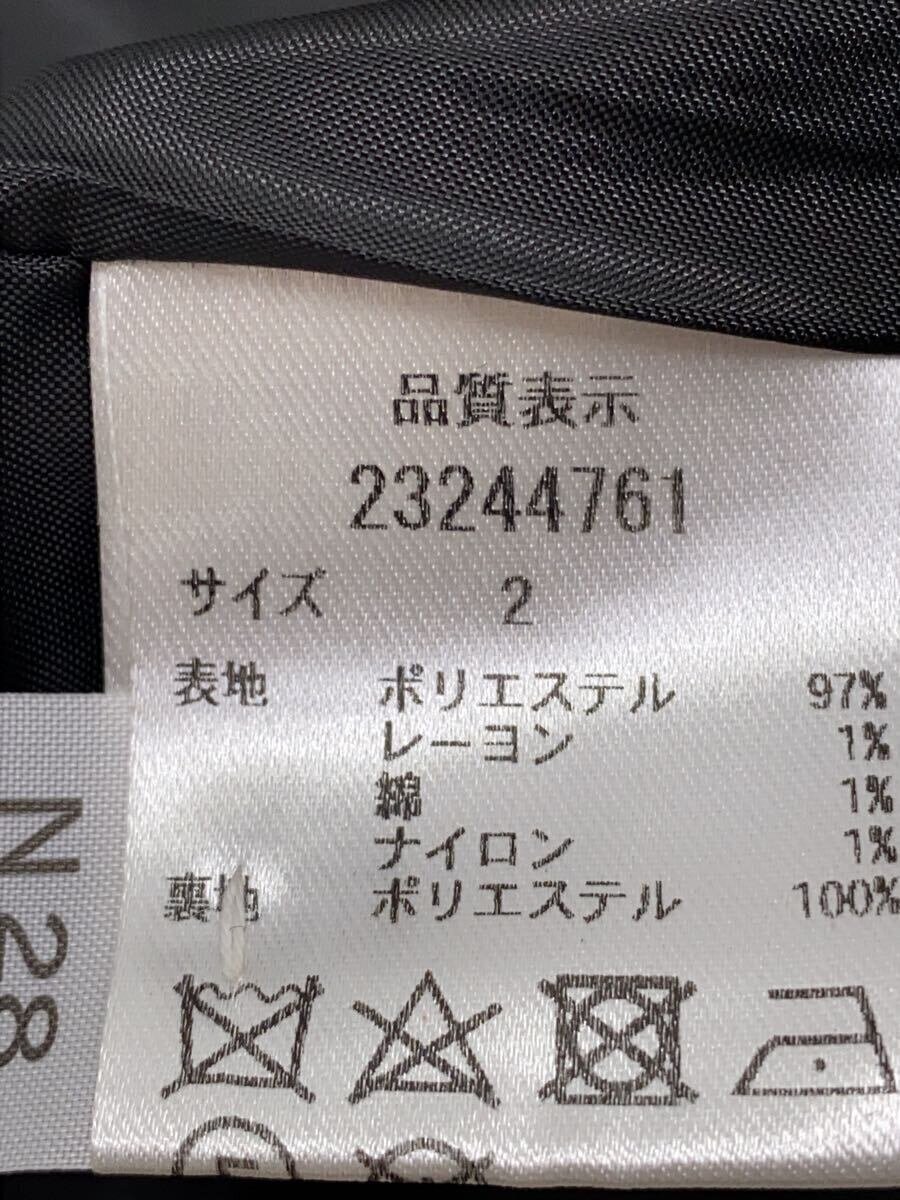 品質表示
23244761
サイズ 2
表地 ポリエステル 97%
レーヨン 1%
綿 1%
ナイロン 1%
裏地 ポリエステル 100%
N28